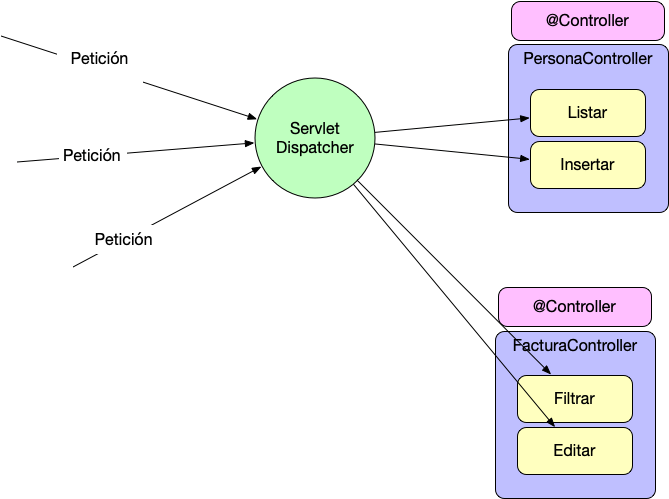 @Controller
PersonaController
Petición
Listar
Servlet
Dispatcher
Petición
Insertar
Petición
@Controller
FacturaController
Filtrar
Editar